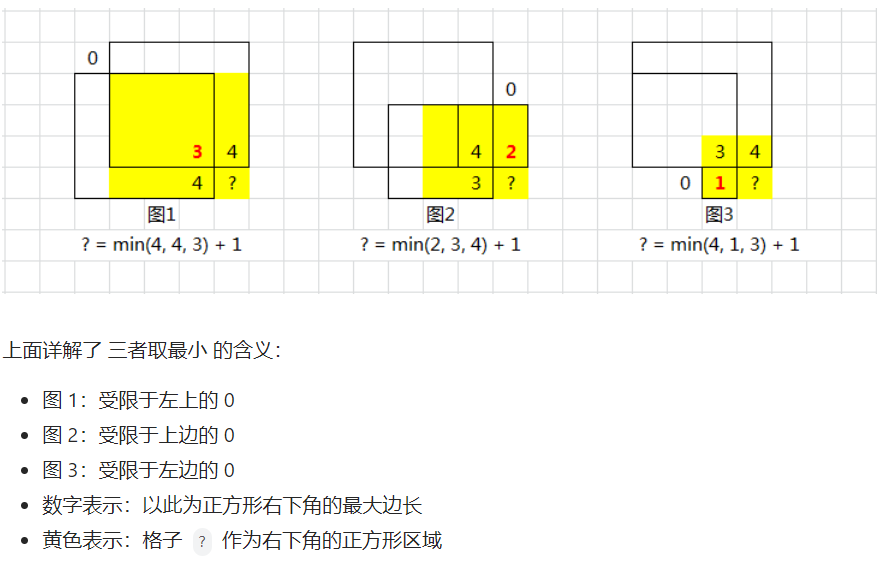 0
3 4
4 ?
图1
? = min(4, 4, 3) + 1
0
4 2
3 ?
图2
? = min(2, 3, 4) + 1
3 4
0 1 ?
图3
? = min(4, 1, 3) + 1
上面详解了 三者取最小 的含义：
图 1：受限于左上的 0
图 2：受限于上边的 0
图 3：受限于左边的 0
数字表示：以此为正方形右下角的最大边长
黄色表示：格子 ? 作为右下角的正方形区域